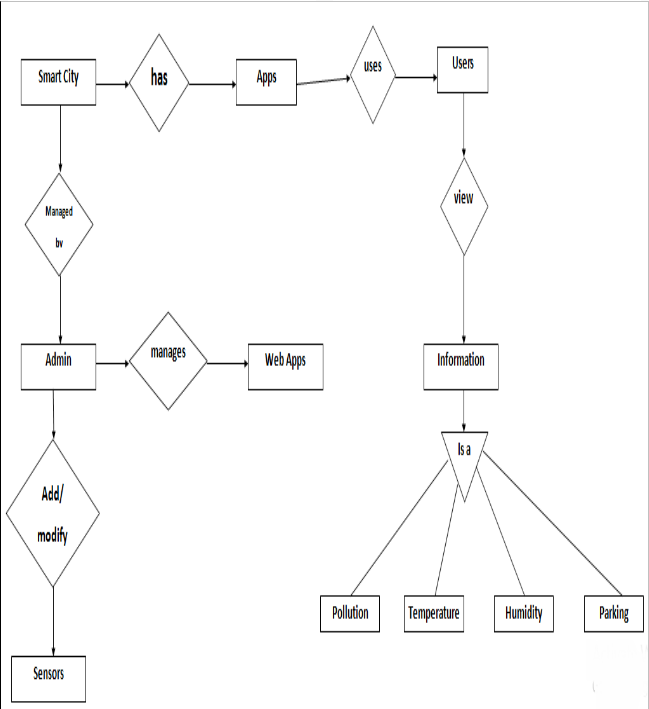 Smart City
has
Apps
uses
Users
Managed
by
view
Admin
manages
Web Apps
Information
Is a
Add/
modify
Pollution
Temperature
Humidity
Parking
Sensors